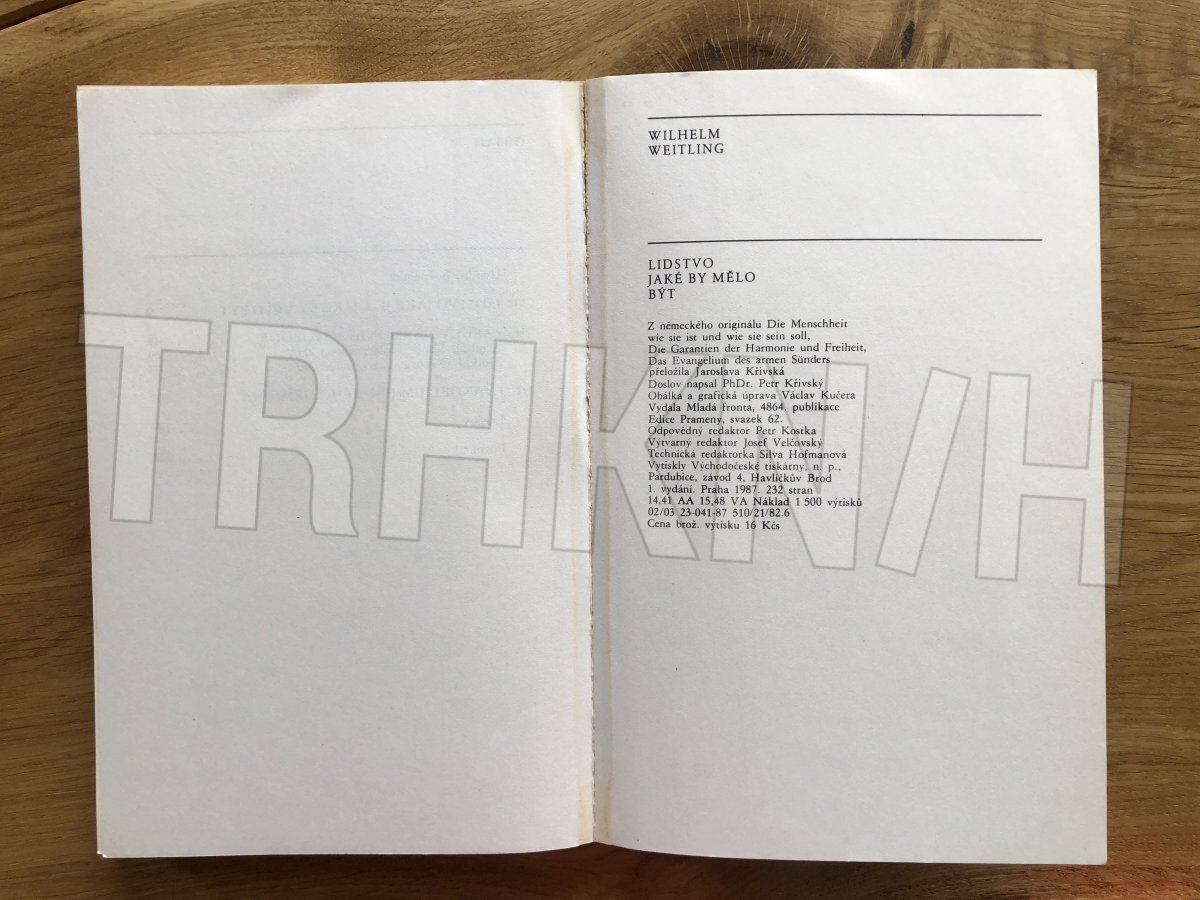 WILHELM
WEITLING
LIDSTVO
JAKÉ BY MĚLO
BÝT
Z německého originálu Die Menschheit
wie sie ist und wie sie sein soll,
Die Garantien der Harmonie und Freiheit,
Das Evangelium des armen Sünders
přeložila Jaroslava Křivská
Doslov napsal PhDr. Petr Křivský
Obálka a grafická úprava Václav Kučera
Vydala Mladá fronta, 4864. publikace
Edice Prameny, svazek 62.
Odpovědný redaktor Petr Kostka
Výtvarný redaktor Josef Velčovský
Technická redaktorka Silva Hofmanová
Vytiskly Východočeské tiskárny, n. p.,
Pardubice, závod 4, Havlíčkův Brod
1. vydání. Praha 1987. 232 stran
14,41 AA 15,48 VA Náklad 1 500 výtisků
02/03 23-041-87 510/21/82.6
Cena brož. výtisku 16 Kčs
TRHKN/H